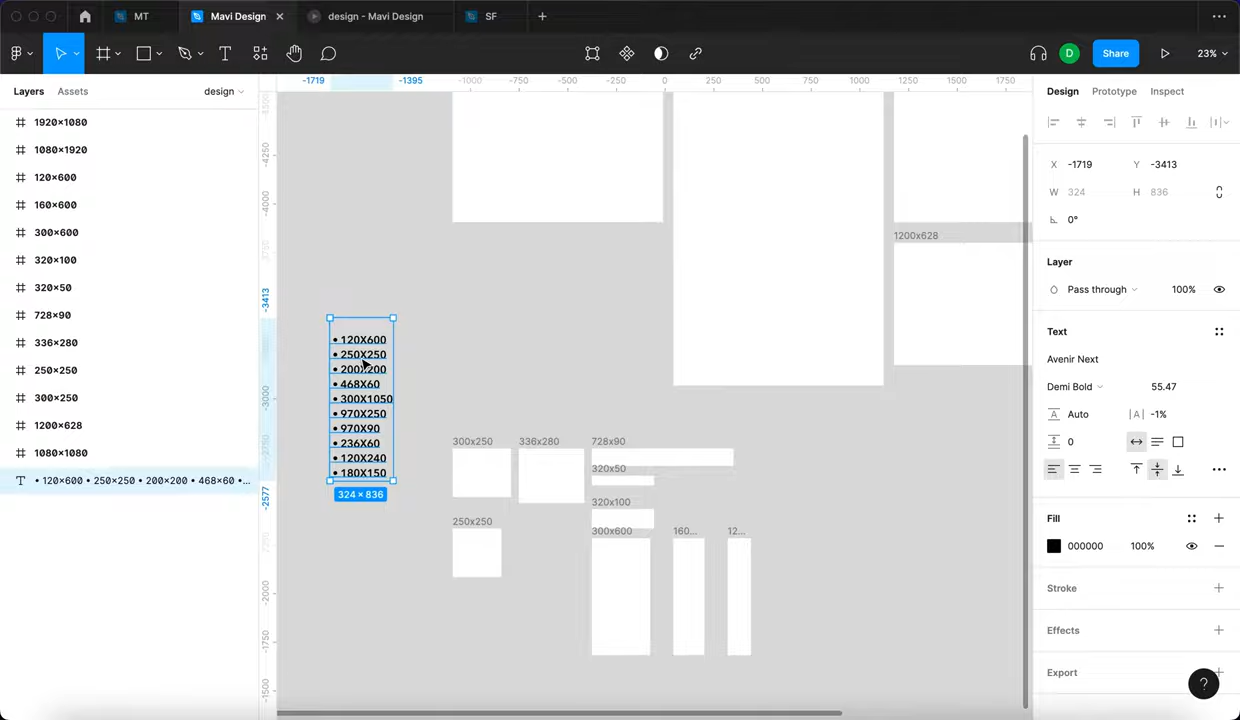 MT
Mavi Design
design - Mavi Design
SF
Share
D
23%
Layers
Assets
design
1920×1080
1080×1920
120×600
160×600
300×600
320×100
320×50
728×90
336×280
250×250
300×250
1200×628
1080×1080
• 120×600 • 250×250 • 200×200 • 468×60 •...
-1719
-1395
-1000
-750
-500
-250
0
250
500
750
1000
1250
1500
1750
-4250
-4000
-3413
-3000
-2750
-2577
-2000
-1750
-1500
1200x628
• 120X600
• 250X250
• 200X200
• 468X60
• 300X1050
• 970X250
• 970X90
• 236X60
• 120X240
• 180X150
324 × 836
300x250
336x280
728x90
320x50
320x100
250x250
300x600
160...
12...
Design
Prototype
Inspect
X -1719
Y -3413
W 324
H 836
0°
Layer
Pass through
100%
Text
Avenir Next
Demi Bold
55.47
A Auto
|A| -1%
0
Fill
000000
100%
Stroke
Effects
Export
?